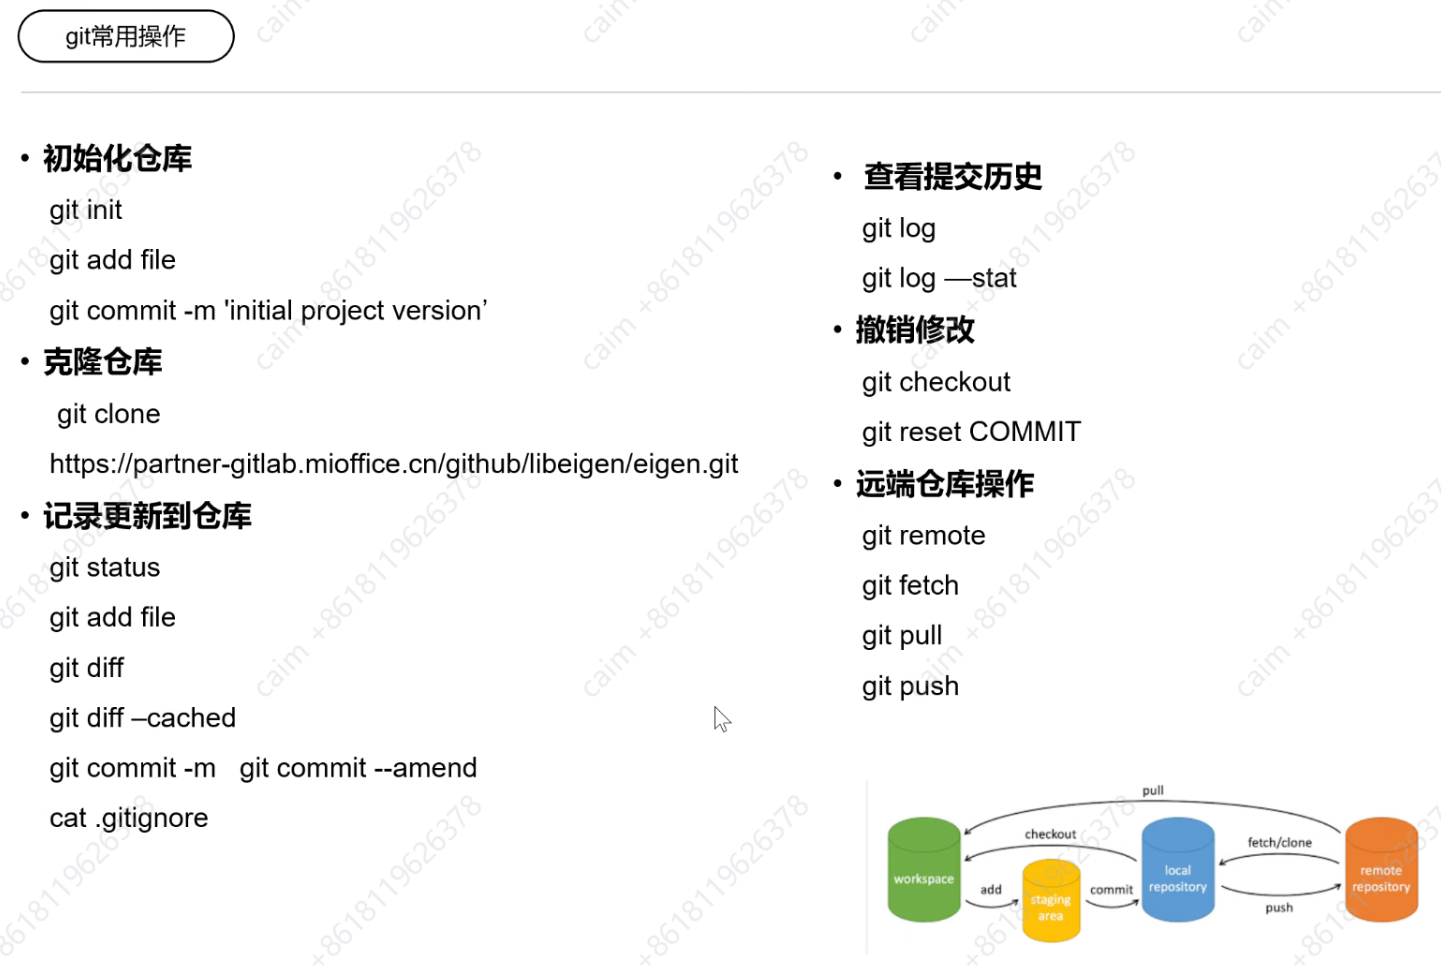 git常用操作
• 初始化仓库
git init
git add file
git commit -m 'initial project version’
• 克隆仓库
git clone
https://partner-gitlab.mioffice.cn/github/libeigen/eigen.git
• 记录更新到仓库
git status
git add file
git diff
git diff –cached
git commit -m git commit --amend
cat .gitignore
• 查看提交历史
git log
git log —stat
• 撤销修改
git checkout
git reset COMMIT
• 远端仓库操作
git remote
git fetch
git pull
git push
pull
checkout
fetch/clone
workspace
add
staging
area
commit
local
repository
push
remote
repository
caim +8618119626378